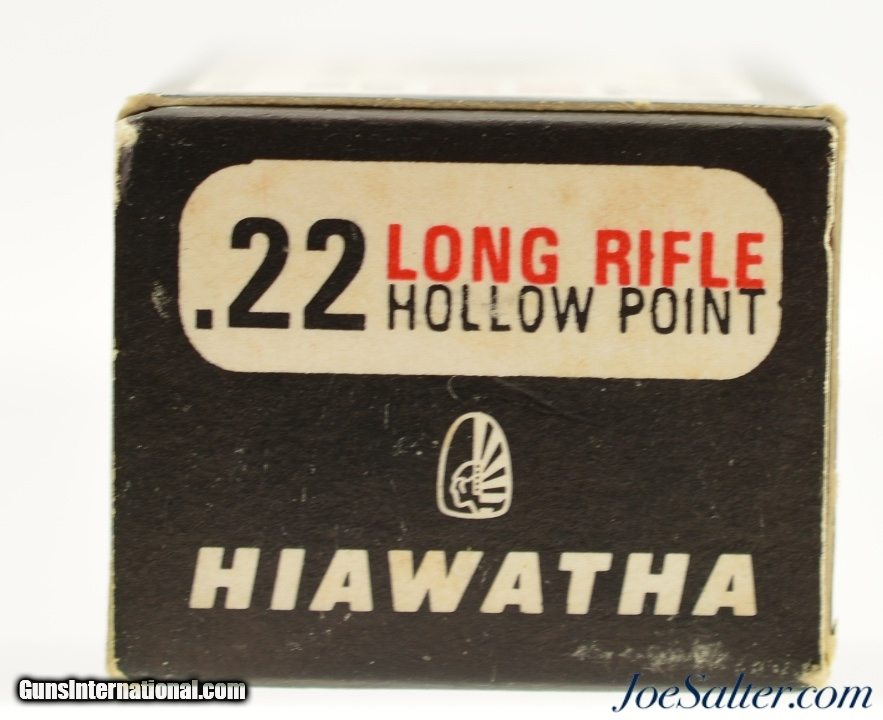 .22 LONG RIFLE
HOLLOW POINT
HIAWATHA
GunsInternational.com
JoeSalter.com